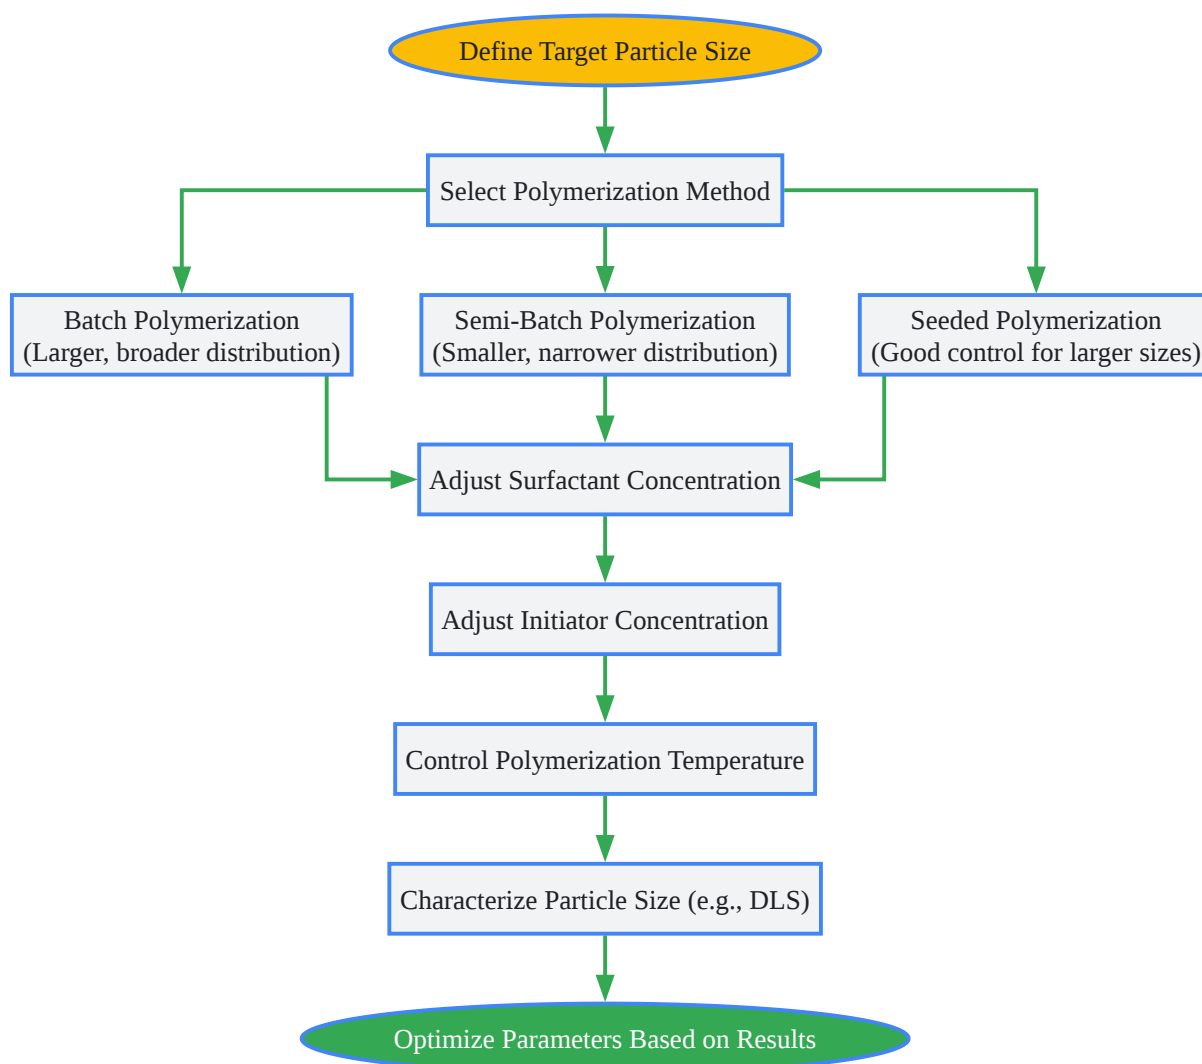 Define Target Particle Size
Select Polymerization Method
Batch Polymerization
(Larger, broader distribution)
Semi-Batch Polymerization
(Smaller, narrower distribution)
Seeded Polymerization
(Good control for larger sizes)
Adjust Surfactant Concentration
Adjust Initiator Concentration
Control Polymerization Temperature
Characterize Particle Size (e.g., DLS)
Optimize Parameters Based on Results